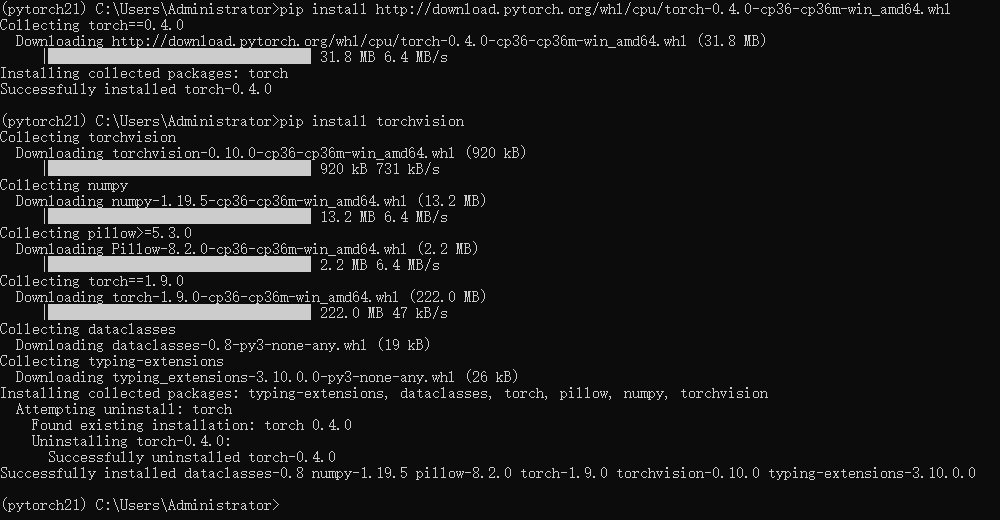 (pytorch21) C:\Users\Administrator>pip install http://download.pytorch.org/whl/cpu/torch-0.4.0-cp36-cp36m-win_amd64.whl
Collecting torch==0.4.0
Downloading http://download.pytorch.org/whl/cpu/torch-0.4.0-cp36-cp36m-win_amd64.whl (31.8 MB)
| 31.8 MB 6.4 MB/s
Installing collected packages: torch
Successfully installed torch-0.4.0
(pytorch21) C:\Users\Administrator>pip install torchvision
Collecting torchvision
Downloading torchvision-0.10.0-cp36-cp36m-win_amd64.whl (920 kB)
| 920 kB 731 kB/s
Collecting numpy
Downloading numpy-1.19.5-cp36-cp36m-win_amd64.whl (13.2 MB)
| 13.2 MB 6.4 MB/s
Collecting pillow>=5.3.0
Downloading Pillow-8.2.0-cp36-cp36m-win_amd64.whl (2.2 MB)
| 2.2 MB 6.4 MB/s
Collecting torch==1.9.0
Downloading torch-1.9.0-cp36-cp36m-win_amd64.whl (222.0 MB)
| 222.0 MB 47 kB/s
Collecting dataclasses
Downloading dataclasses-0.8-py3-none-any.whl (19 kB)
Collecting typing-extensions
Downloading typing_extensions-3.10.0.0-py3-none-any.whl (26 kB)
Installing collected packages: typing-extensions, dataclasses, torch, pillow, numpy, torchvision
Attempting uninstall: torch
Found existing installation: torch 0.4.0
Uninstalling torch-0.4.0:
Successfully uninstalled torch-0.4.0
Successfully installed dataclasses-0.8 numpy-1.19.5 pillow-8.2.0 torch-1.9.0 torchvision-0.10.0 typing-extensions-3.10.0.0
(pytorch21) C:\Users\Administrator>